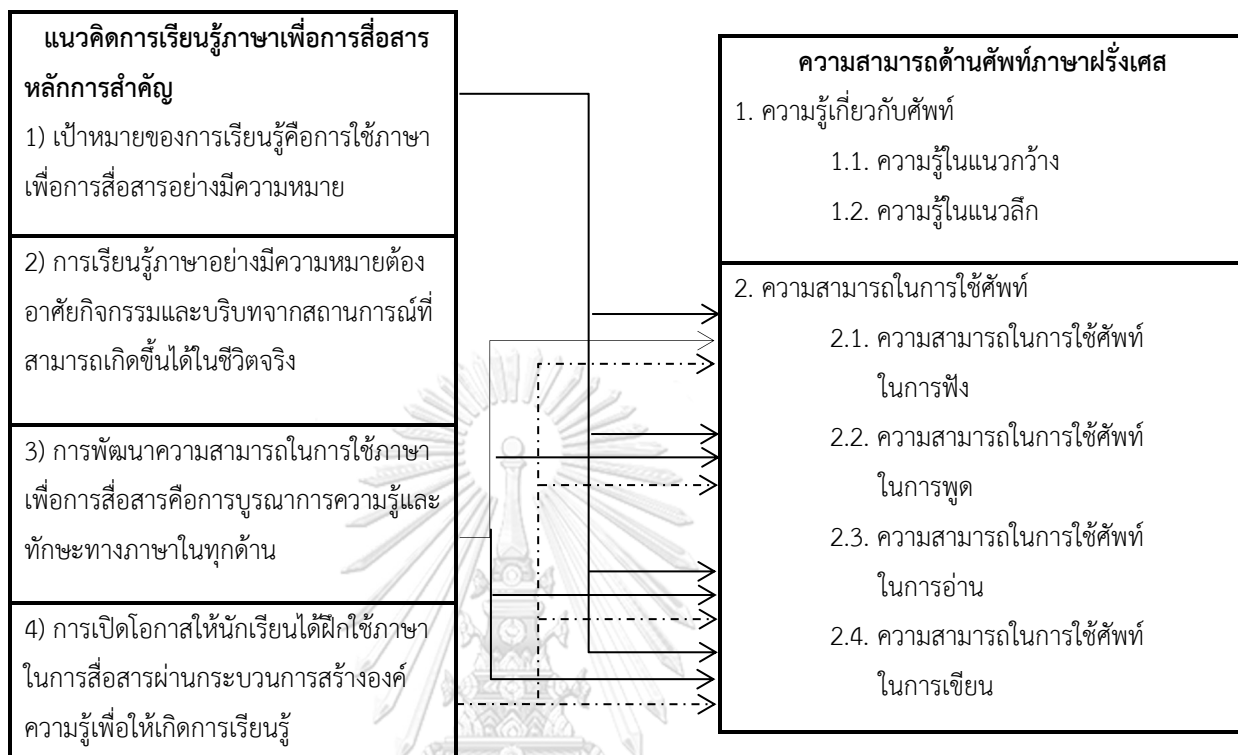 แนวคิดการเรียนรู้ภาษาเพื่อการสื่อสาร
หลักการสำคัญ
1) เป้าหมายของการเรียนรู้คือการใช้ภาษา
เพื่อการสื่อสารอย่างมีความหมาย
2) การเรียนรู้ภาษาอย่างมีความหมายต้อง
อาศัยกิจกรรมและบริบทจากสถานการณ์ที่
สามารถเกิดขึ้นได้ในชีวิตจริง
3) การพัฒนาความสามารถในการใช้ภาษา
เพื่อการสื่อสารคือการบูรณาการความรู้และ
ทักษะทางภาษาในทุกด้าน
4) การเปิดโอกาสให้นักเรียนได้ฝึกใช้ภาษา
ในการสื่อสารผ่านกระบวนการสร้างองค์
ความรู้เพื่อให้เกิดการเรียนรู้
ความสามารถด้านศัพท์ภาษาฝรั่งเศส
1. ความรู้เกี่ยวกับศัพท์
1.1. ความรู้ในแนวกว้าง
1.2. ความรู้ในแนวลึก
2. ความสามารถในการใช้ศัพท์
2.1. ความสามารถในการใช้ศัพท์
ในการฟัง
2.2. ความสามารถในการใช้ศัพท์
ในการพูด
2.3. ความสามารถในการใช้ศัพท์
ในการอ่าน
2.4. ความสามารถในการใช้ศัพท์
ในการเขียน